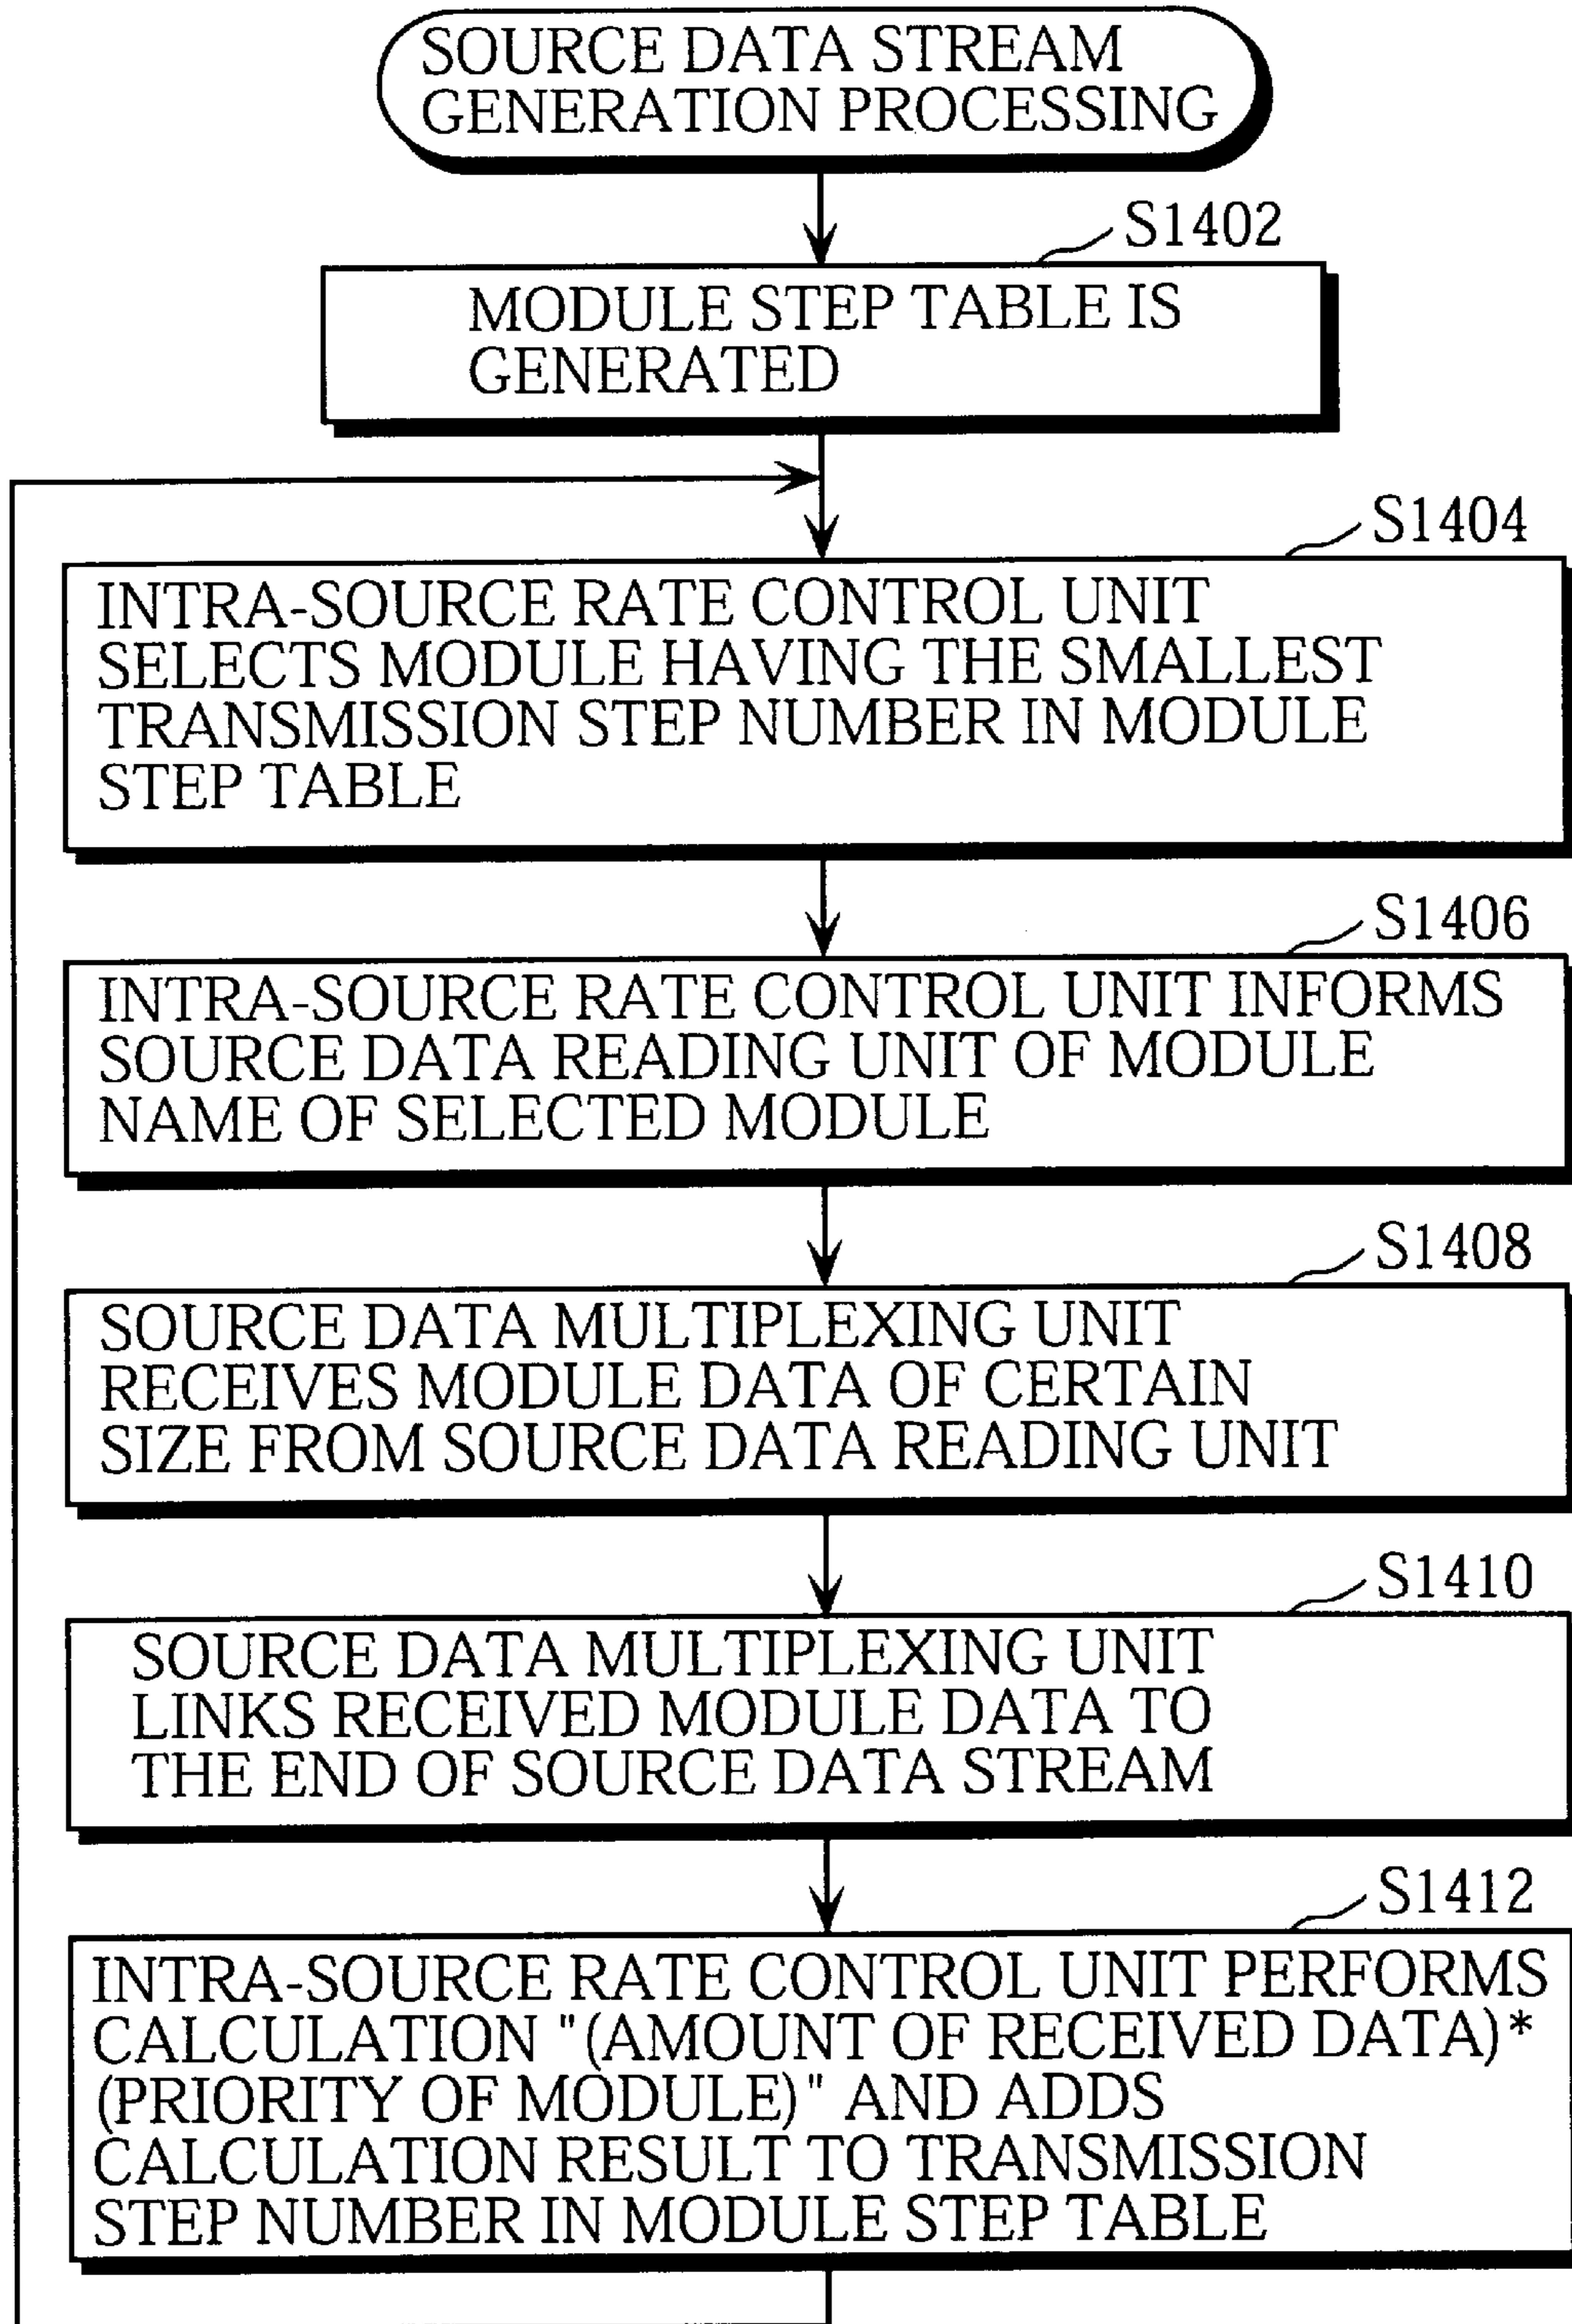 SOURCE DATA STREAM
GENERATION PROCESSING
S1402
MODULE STEP TABLE IS
GENERATED
S1404
INTRA-SOURCE RATE CONTROL UNIT
SELECTS MODULE HAVING THE SMALLEST
TRANSMISSION STEP NUMBER IN MODULE
STEP TABLE
S1406
INTRA-SOURCE RATE CONTROL UNIT INFORMS
SOURCE DATA READING UNIT OF MODULE
NAME OF SELECTED MODULE
S1408
SOURCE DATA MULTIPLEXING UNIT
RECEIVES MODULE DATA OF CERTAIN
SIZE FROM SOURCE DATA READING UNIT
S1410
SOURCE DATA MULTIPLEXING UNIT
LINKS RECEIVED MODULE DATA TO
THE END OF SOURCE DATA STREAM
S1412
INTRA-SOURCE RATE CONTROL UNIT PERFORMS
CALCULATION "(AMOUNT OF RECEIVED DATA)*
(PRIORITY OF MODULE)" AND ADDS
CALCULATION RESULT TO TRANSMISSION
STEP NUMBER IN MODULE STEP TABLE